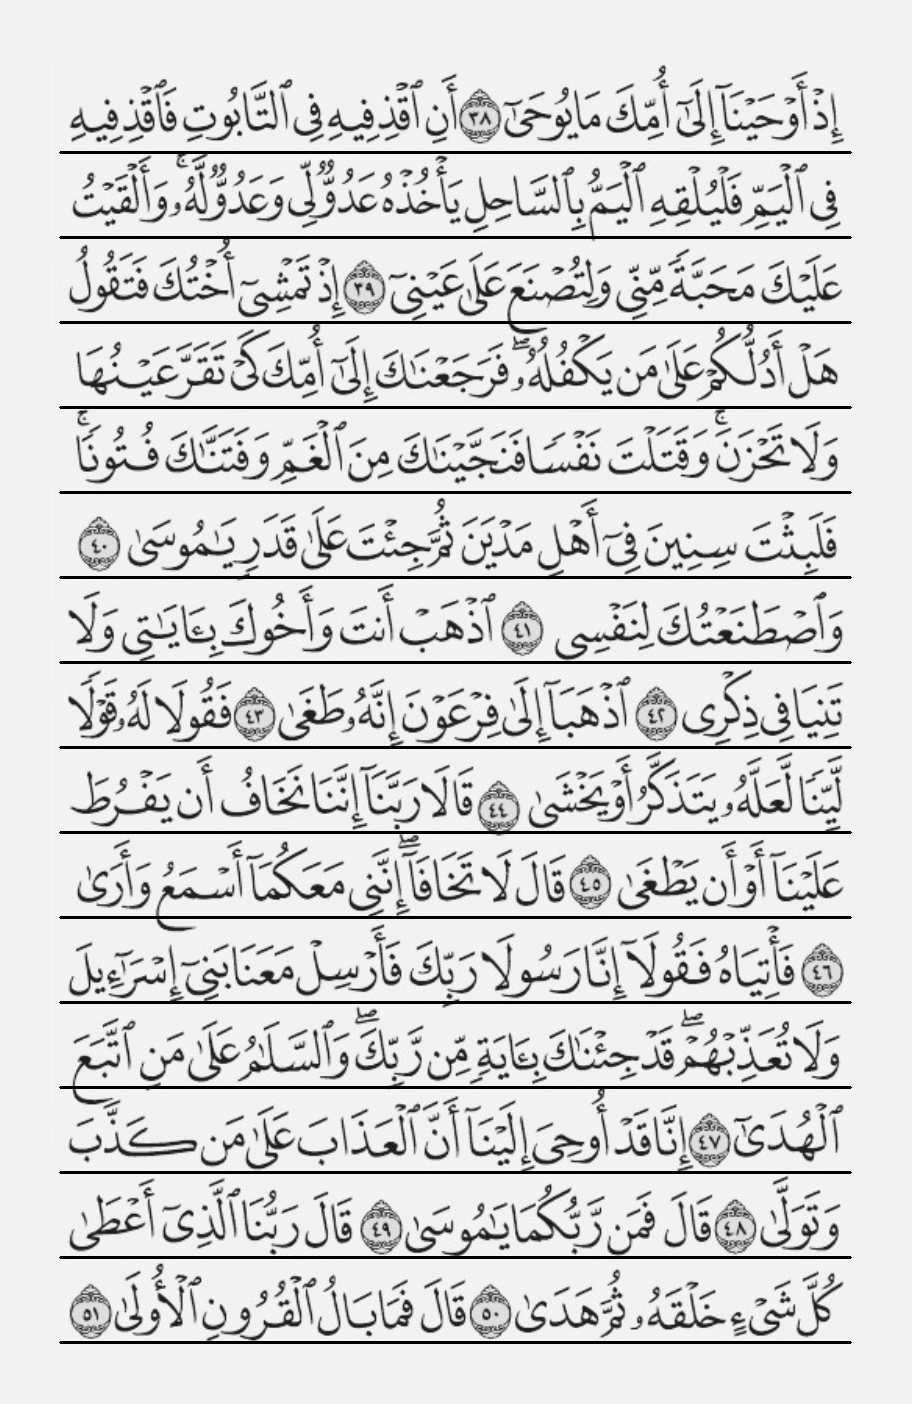 إِذْ أَوْحَيْنَآ إِلَىٰٓ أُمِّكَ مَا يُوحَىٰٓ ٣٨ أَنِ ٱقْذِفِيهِ فِى ٱلتَّابُوتِ فَٱقْذِفِيهِ
فِى ٱلْيَمِّ فَلْيُلْقِهِ ٱلْيَمُّ بِٱلسَّاحِلِ يَأْخُذْهُ عَدُوٌّ لِّى وَعَدُوٌّ لَّهُۥ ۚ وَأَلْقَيْتُ
عَلَيْكَ مَحَبَّةً مِّنِّى وَلِتُصْنَعَ عَلَىٰ عَيْنِىٓ ٣٩ إِذْ تَمْشِىٓ أُخْتُكَ فَتَقُولُ
هَلْ أَدُلُّكُمْ عَلَىٰ مَن يَكْفُلُهُۥ ۖ فَرَجَعْنَـٰكَ إِلَىٰٓ أُمِّكَ كَىْ تَقَرَّ عَيْنُهَا
وَلَا تَحْزَنَ ۚ وَقَتَلْتَ نَفْسًا فَنَجَّيْنَـٰكَ مِنَ ٱلْغَمِّ وَفَتَنَّـٰكَ فُتُونًا ۚ
فَلَبِثْتَ سِنِينَ فِىٓ أَهْلِ مَدْيَنَ ثُمَّ جِئْتَ عَلَىٰ قَدَرٍ يَـٰمُوسَىٰ ٤٠
وَٱصْطَنَعْتُكَ لِنَفْسِى ٤١ ٱذْهَبْ أَنتَ وَأَخُوكَ بِـَٔايَـٰتِى وَلَا
تَنِيَا فِى ذِكْرِى ٤٢ ٱذْهَبَآ إِلَىٰ فِرْعَوْنَ إِنَّهُۥ طَغَىٰ ٤٣ فَقُولَا لَهُۥ قَوْلًا
لَّيِّنًا لَّعَلَّهُۥ يَتَذَكَّرُ أَوْ يَخْشَىٰ ٤٤ قَالَا رَبَّنَآ إِنَّنَا نَخَافُ أَن يَفْرُطَ
عَلَيْنَآ أَوْ أَن يَطْغَىٰ ٤٥ قَالَ لَا تَخَافَآ ۖ إِنَّنِى مَعَكُمَآ أَسْمَعُ وَأَرَىٰ
٤٦ فَأْتِيَاهُ فَقُولَآ إِنَّا رَسُولَا رَبِّكَ فَأَرْسِلْ مَعَنَا بَنِىٓ إِسْرَٰٓءِيلَ
وَلَا تُعَذِّبْهُمْ ۖ قَدْ جِئْنَـٰكَ بِـَٔايَةٍ مِّن رَّبِّكَ ۖ وَٱلسَّلَـٰمُ عَلَىٰ مَنِ ٱتَّبَعَ
ٱلْهُدَىٰٓ ٤٧ إِنَّا قَدْ أُوحِىَ إِلَيْنَآ أَنَّ ٱلْعَذَابَ عَلَىٰ مَن كَذَّبَ
وَتَوَلَّىٰ ٤٨ قَالَ فَمَن رَّبُّكُمَا يَـٰمُوسَىٰ ٤٩ قَالَ رَبُّنَا ٱلَّذِىٓ أَعْطَىٰ
كُلَّ شَىْءٍ خَلْقَهُۥ ثُمَّ هَدَىٰ ٥٠ قَالَ فَمَا بَالُ ٱلْقُرُونِ ٱلْأُولَىٰ ٥١